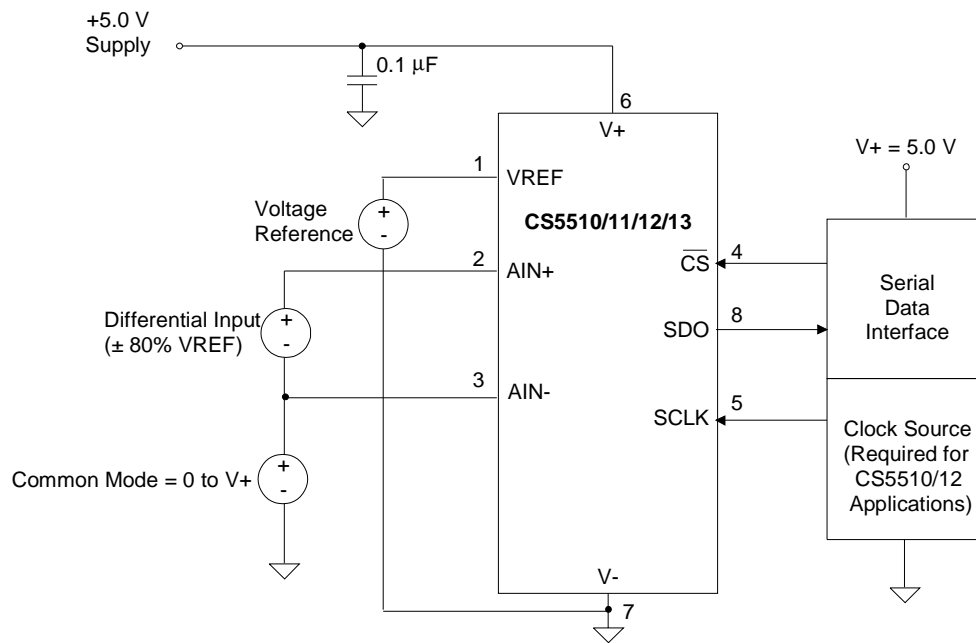 +5.0 V
Supply
0.1 μF
6
V+
V+ = 5.0 V
1
VREF
+
-
Voltage
Reference
CS5510/11/12/13
2
AIN+
4
CS
Serial
Data
Interface
SDO
8
Differential Input
(± 80% VREF)
+
-
3
AIN-
SCLK
5
Clock Source
(Required for
CS5510/12
Applications)
Common Mode = 0 to V+
+
-
V-
7